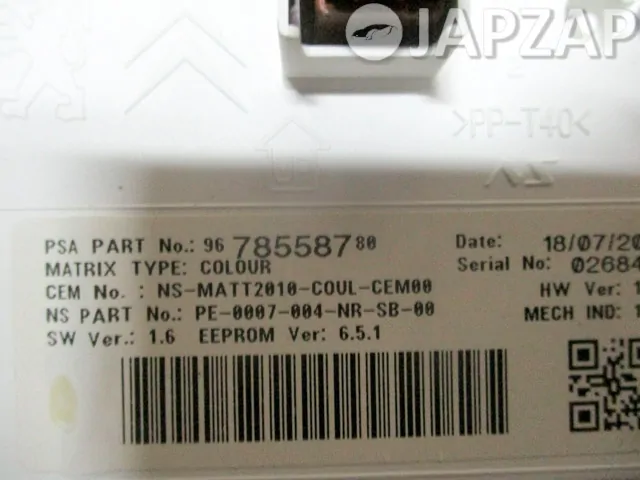 JAPZAP
>PP-T40<
PSA PART No.: 96 785587 80
Date: 18/07/20
MATRIX TYPE: COLOUR
Serial No: 02684
CEM No. : NS-MATT2010-COUL-CEM00
HW Ver: 1
NS PART No.: PE-0007-004-NR-SB-00
MECH IND: 1
SW Ver.: 1.6 EEPROM Ver: 6.5.1